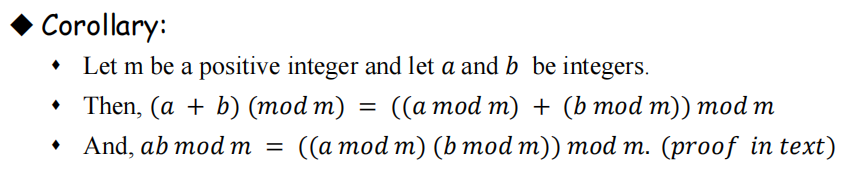 ◆ Corollary:
♦ Let m be a positive integer and let a and b be integers.
♦ Then, (a + b) (mod m) = ((a mod m) + (b mod m)) mod m
♦ And, ab mod m = ((a mod m) (b mod m)) mod m. (proof in text)